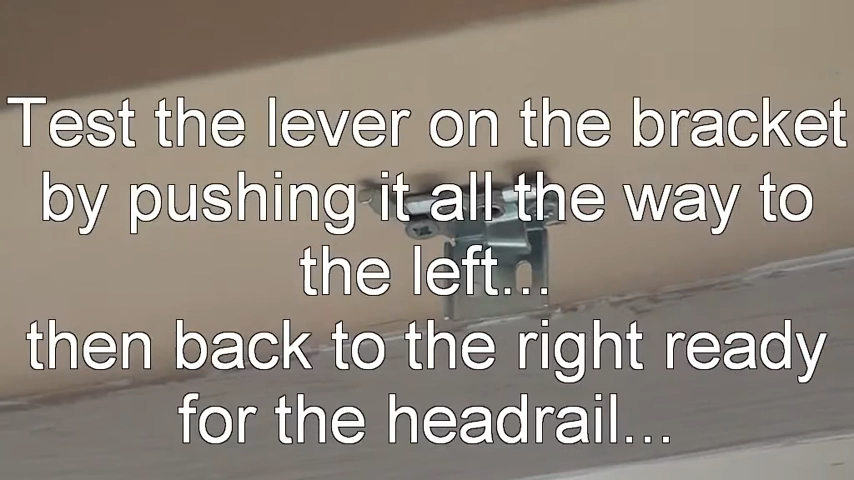 Test the lever on the bracket
by pushing it all the way to
the left...
then back to the right ready
for the headrail...